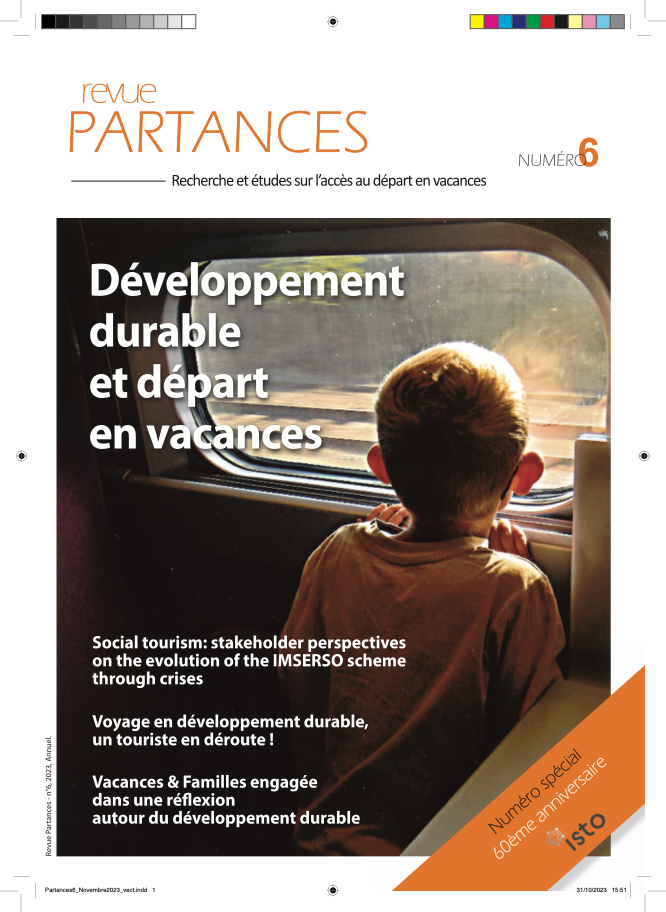 revue
PARTANCES
NUMÉRO6
Recherche et études sur l'accès au départ en vacances
Développement
durable
et départ
en vacances
Social tourism: stakeholder perspectives
on the evolution of the IMSERSO scheme
through crises
Voyage en développement durable,
un touriste en déroute !
Vacances & Familles engagée
dans une réflexion
autour du développement durable
Numéro spécial
60ème anniversaire
isto
Revue Partances - n°6, 2023, Annuel.
Partances6_Novembre2023_vect.indd 1
31/10/2023 15:51